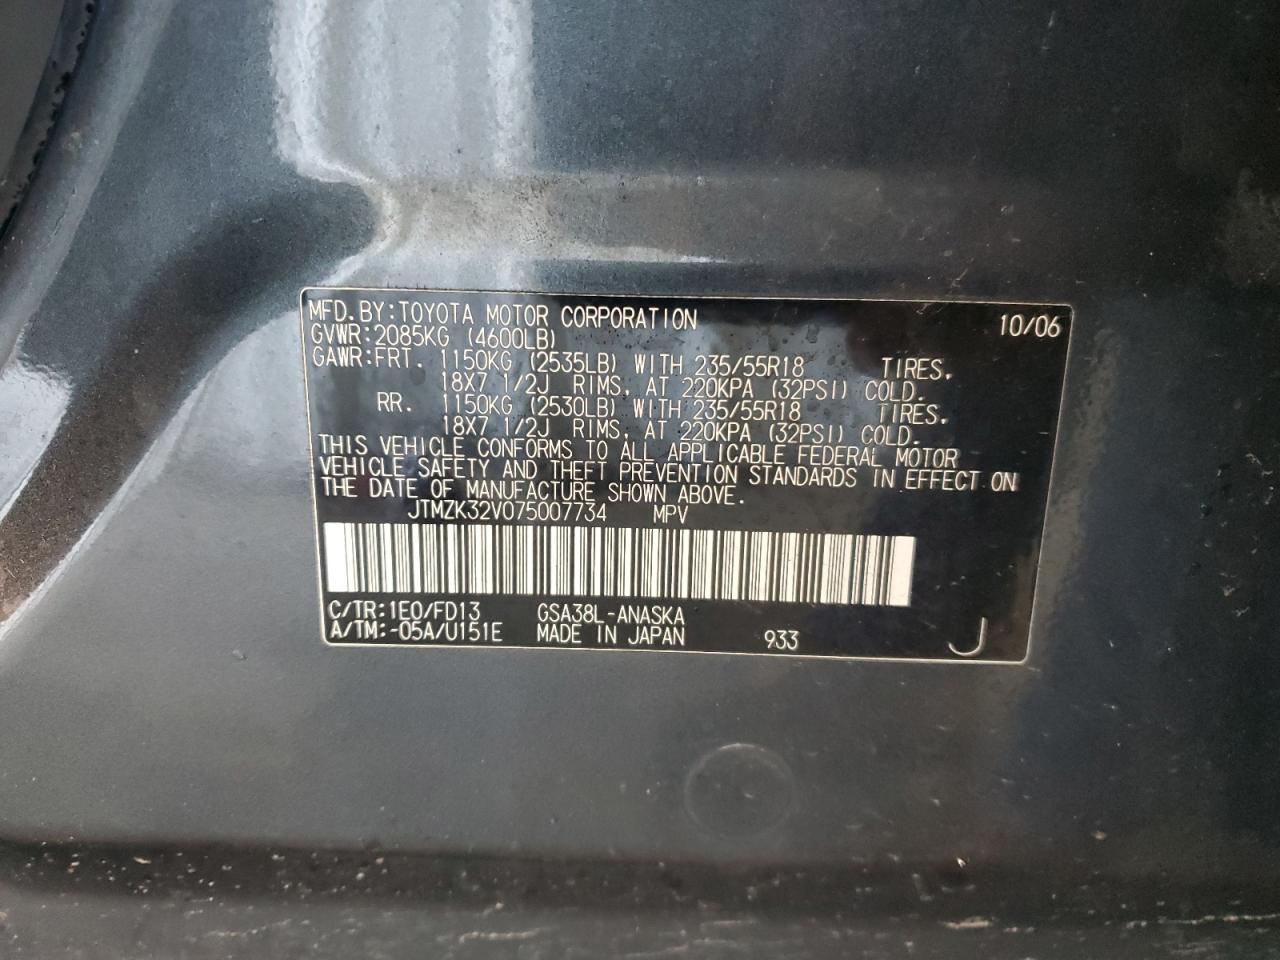 MFD.BY:TOYOTA MOTOR CORPORATION 10/06
GVWR:2085KG (4600LB)
GAWR:FRT. 1150KG (2535LB) WITH 235/55R18 TIRES,
18X7 1/2J RIMS, AT 220KPA (32PSI) COLD.
RR. 1150KG (2530LB) WITH 235/55R18 TIRES,
18X7 1/2J RIMS, AT 220KPA (32PSI) COLD.
THIS VEHICLE CONFORMS TO ALL APPLICABLE FEDERAL MOTOR
VEHICLE SAFETY AND THEFT PREVENTION STANDARDS IN EFFECT ON
THE DATE OF MANUFACTURE SHOWN ABOVE.
JTMZK32V075007734 MPV
C/TR:1E0/FD13 GSA38L-ANASKA
A/TM:-05A/U151E MADE IN JAPAN 933 J